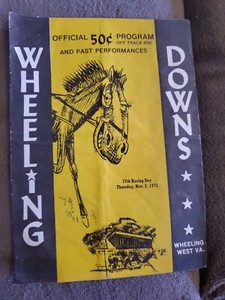 OFFICIAL 50¢ PROGRAM
OFF TRACK 60¢
AND PAST PERFORMANCES
WHEELING
DOWNS
27th Racing Day
Thursday, Nov. 2, 1972
WHEELING
WEST VA.